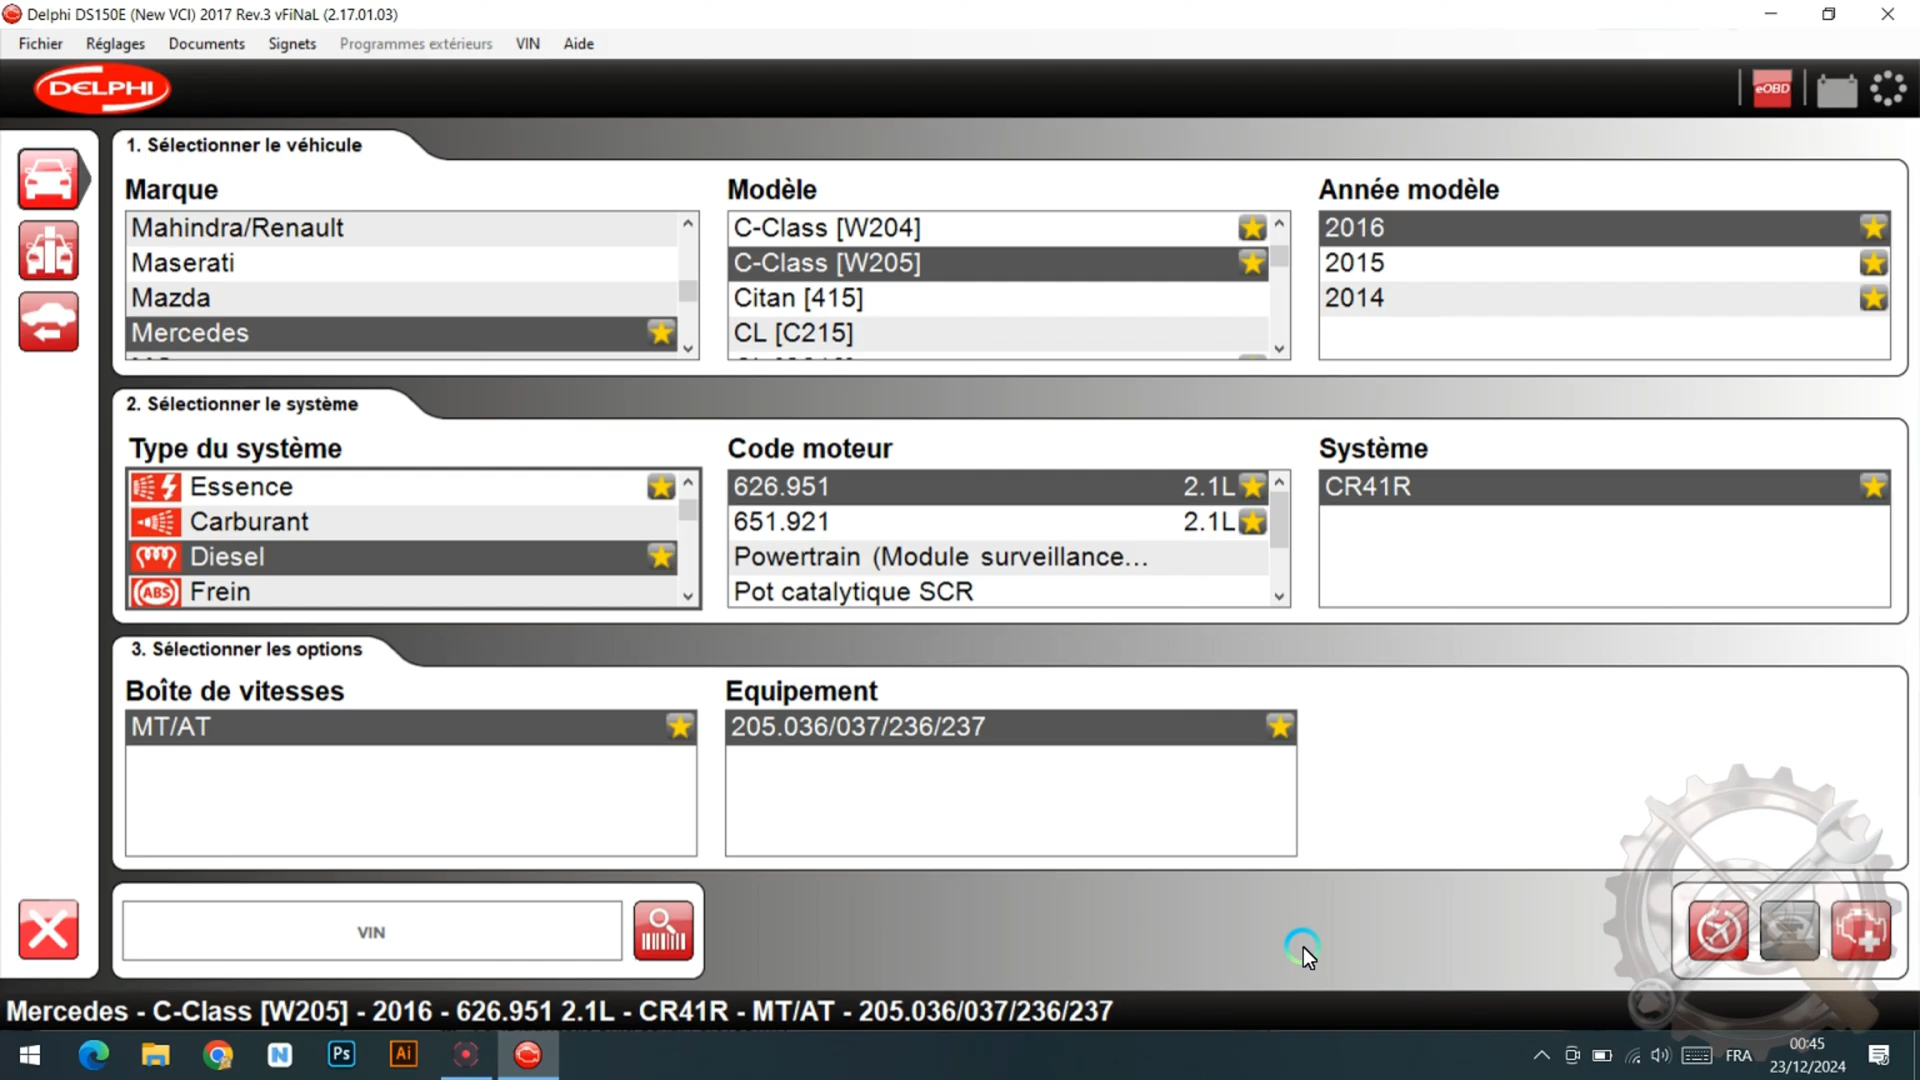 Delphi DS150E (New VCI) 2017 Rev.3 vFiNaL (2.17.01.03)
Fichier Réglages Documents Signets Programmes extérieurs VIN Aide
DELPHI
eOBD
1. Sélectionner le véhicule
Marque
Mahindra/Renault
Maserati
Mazda
Mercedes
Modèle
C-Class [W204]
C-Class [W205]
Citan [415]
CL [C215]
Année modèle
2016
2015
2014
2. Sélectionner le système
Type du système
Essence
Carburant
Diesel
ABS Frein
Code moteur
626.951 2.1L
651.921 2.1L
Powertrain (Module surveillance...
Pot catalytique SCR
Système
CR41R
3. Sélectionner les options
Boîte de vitesses
MT/AT
Equipement
205.036/037/236/237
VIN
Mercedes - C-Class [W205] - 2016 - 626.951 2.1L - CR41R - MT/AT - 205.036/037/236/237
N Ps Ai
FRA
00:45
23/12/2024